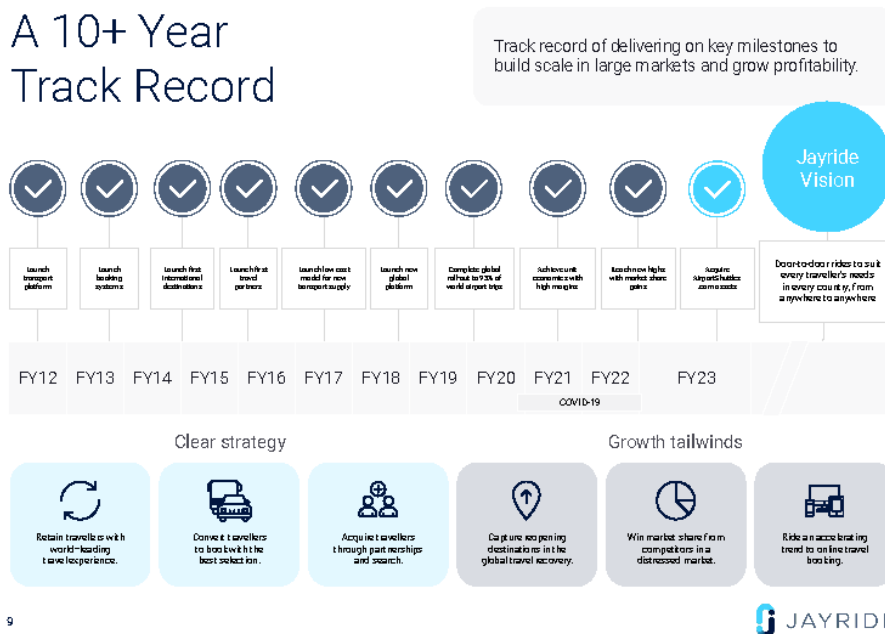 A 10+ Year
Track Record
Track record of delivering on key milestones to
build scale in large markets and grow profitability.
Jayride
Vision
Launch
transport
platform
Launch
booking
systems
Launch first
international
destinations
Launch first
travel
partners
Launch low cost
model for new
transport supply
Launch new
global
platform
Complete global
rollout to 95% of
world airport trips
Achieve unit
economics with
high margins
Reach new highs
with market share
gains
Acquire
AirportShuttles
.com assets
Door-to-door rides to suit
every traveller's needs
in every country, from
anywhere to anywhere
FY12 FY13 FY14 FY15 FY16 FY17 FY18 FY19 FY20 FY21 FY22 FY23
COVID-19
Clear strategy
Growth tailwinds
Retain travellers with
world-leading
travel experience.
Convert travellers
to book with the
best selection.
Acquire travellers
through partnerships
and search.
Capture reopening
destinations in the
global travel recovery.
Win market share from
competitors in a
distressed market.
Ride an accelerating
trend to online travel
booking.
9
JAYRID